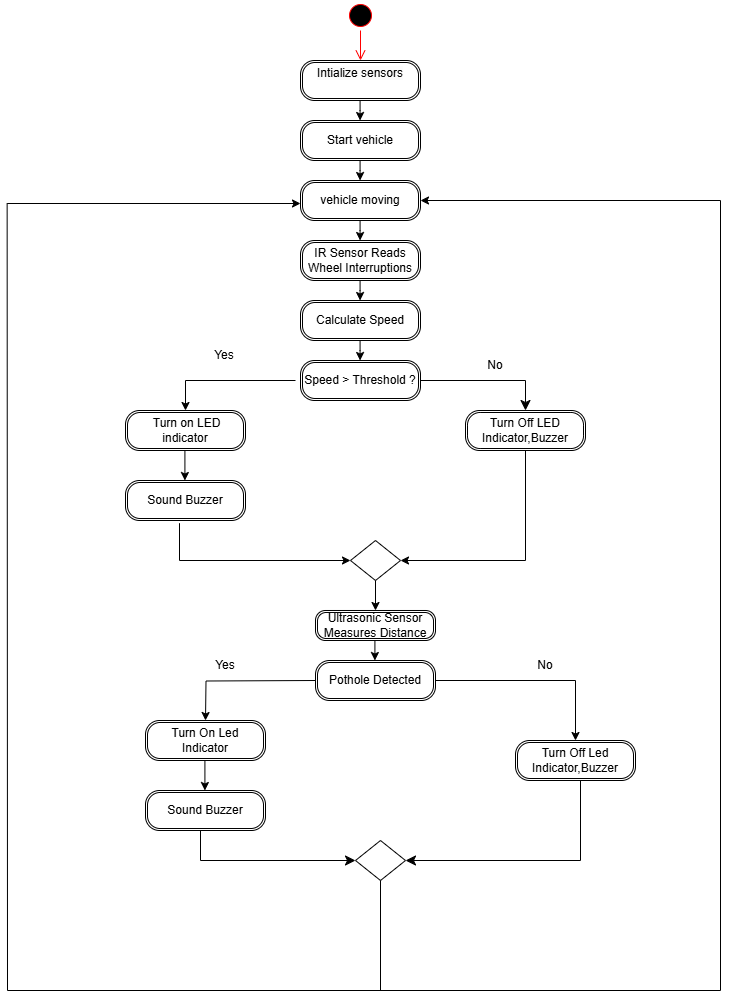 Intialize sensors
Start vehicle
vehicle moving
IR Sensor Reads
Wheel Interruptions
Calculate Speed
Yes
No
Speed > Threshold ?
Turn on LED
indicator
Turn Off LED
Indicator,Buzzer
Sound Buzzer
Ultrasonic Sensor
Measures Distance
Yes
No
Pothole Detected
Turn On Led
Indicator
Turn Off Led
Indicator,Buzzer
Sound Buzzer